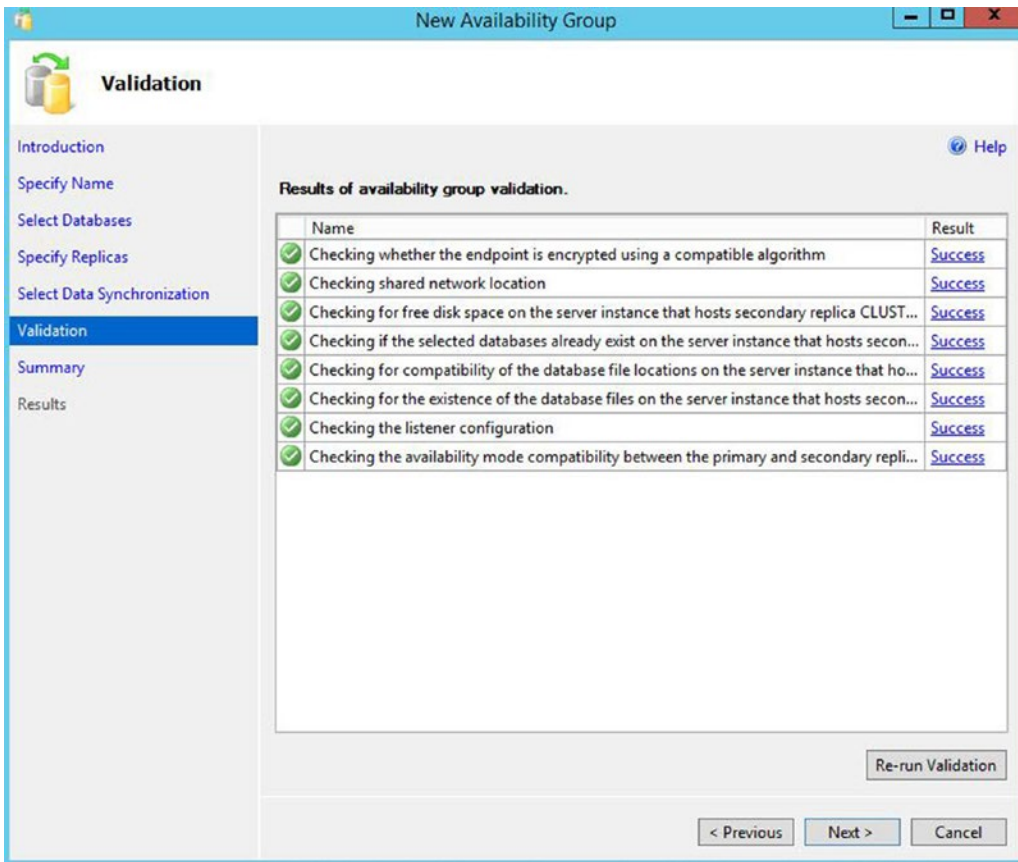 New Availability Group
Validation
Introduction
Specify Name
Select Databases
Specify Replicas
Select Data Synchronization
Validation
Summary
Results
Help
Results of availability group validation.
Name Result
Checking whether the endpoint is encrypted using a compatible algorithm Success
Checking shared network location Success
Checking for free disk space on the server instance that hosts secondary replica CLUST... Success
Checking if the selected databases already exist on the server instance that hosts secon... Success
Checking for compatibility of the database file locations on the server instance that ho... Success
Checking for the existence of the database files on the server instance that hosts secon... Success
Checking the listener configuration Success
Checking the availability mode compatibility between the primary and secondary repli... Success
Re-run Validation
< Previous Next > Cancel